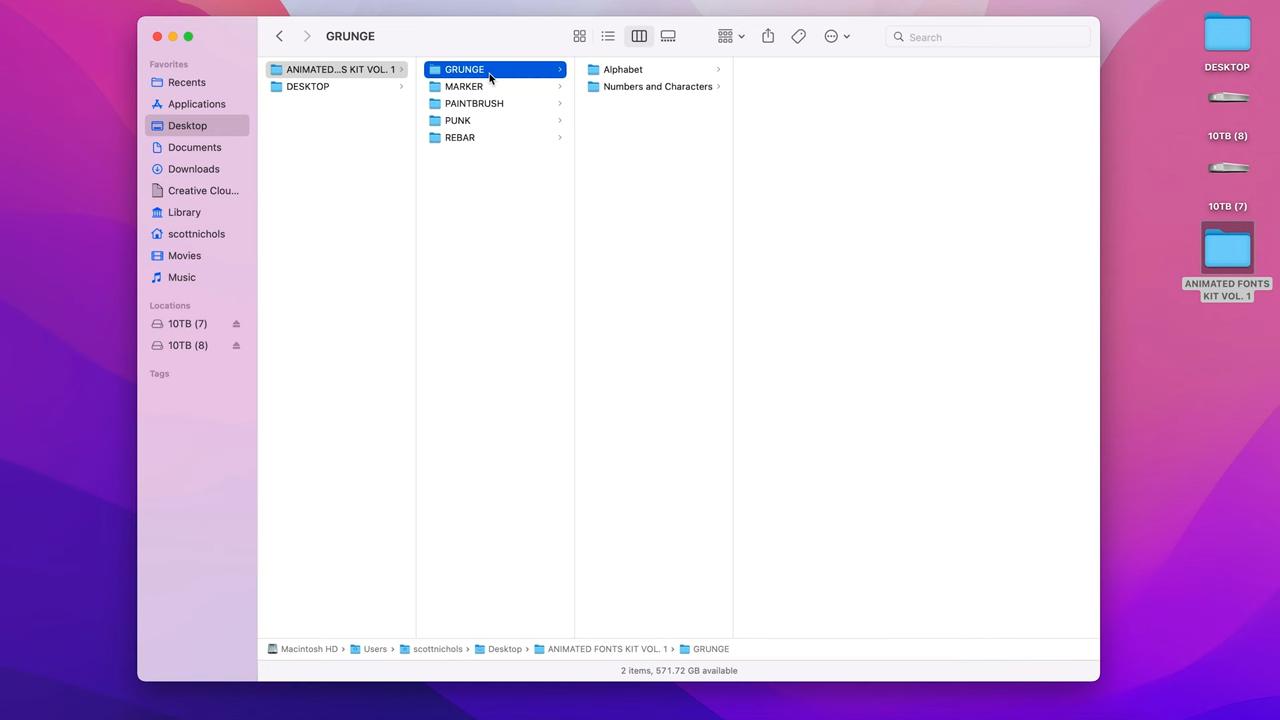 GRUNGE
Search
Favorites
Recents
Applications
Desktop
Documents
Downloads
Creative Clou...
Library
scottnichols
Movies
Music
Locations
10TB (7)
10TB (8)
Tags
ANIMATED...S KIT VOL. 1
DESKTOP
GRUNGE
MARKER
PAINTBRUSH
PUNK
REBAR
Alphabet
Numbers and Characters
Macintosh HD › Users › scottnichols › Desktop › ANIMATED FONTS KIT VOL. 1 › GRUNGE
2 items, 571.72 GB available
DESKTOP
10TB (8)
10TB (7)
ANIMATED FONTS
KIT VOL. 1